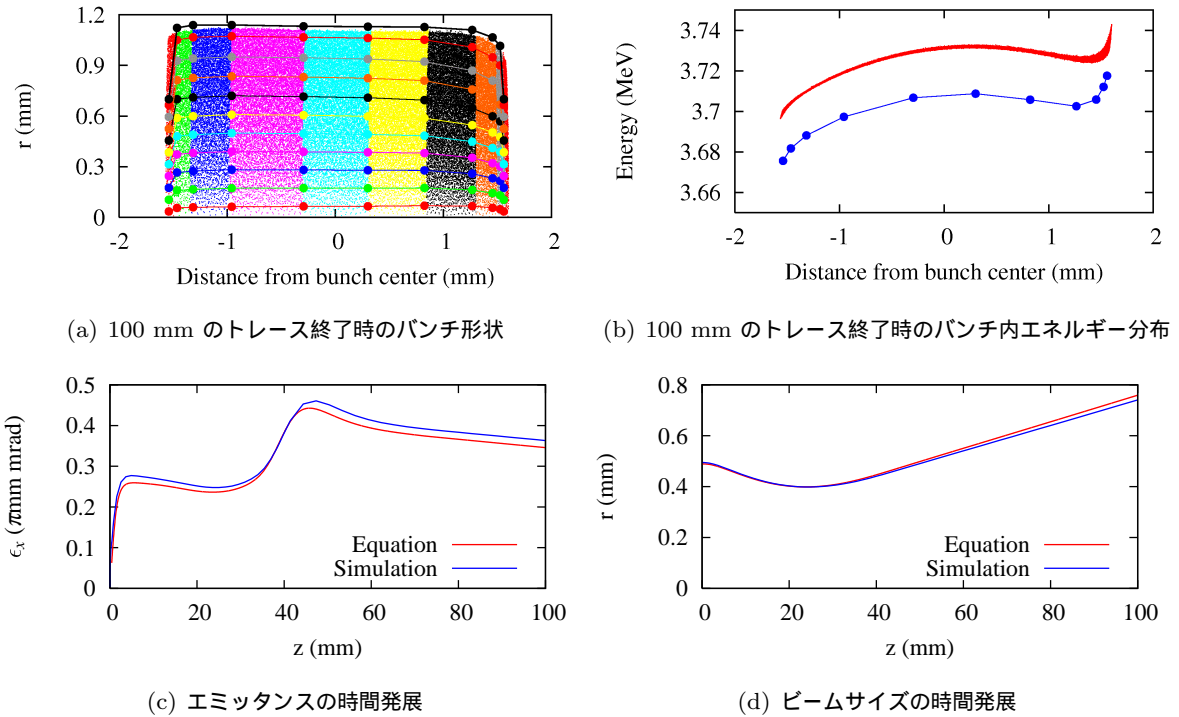 1.2
0.9
0.6
0.3
0
r (mm)
-2
-1
0
1
2
Distance from bunch center (mm)
(a) 100 mm のトレース終了時のバンチ形状
3.74
3.72
3.7
3.68
3.66
Energy (MeV)
-2
-1
0
1
2
Distance from bunch center (mm)
(b) 100 mm のトレース終了時のバンチ内エネルギー分布
0.5
0.4
0.3
0.2
0.1
0
ϵx (πmm mrad)
Equation
Simulation
0
20
40
60
80
100
z (mm)
(c) エミッタンスの時間発展
0.8
0.6
0.4
0.2
0
r (mm)
Equation
Simulation
0
20
40
60
80
100
z (mm)
(d) ビームサイズの時間発展